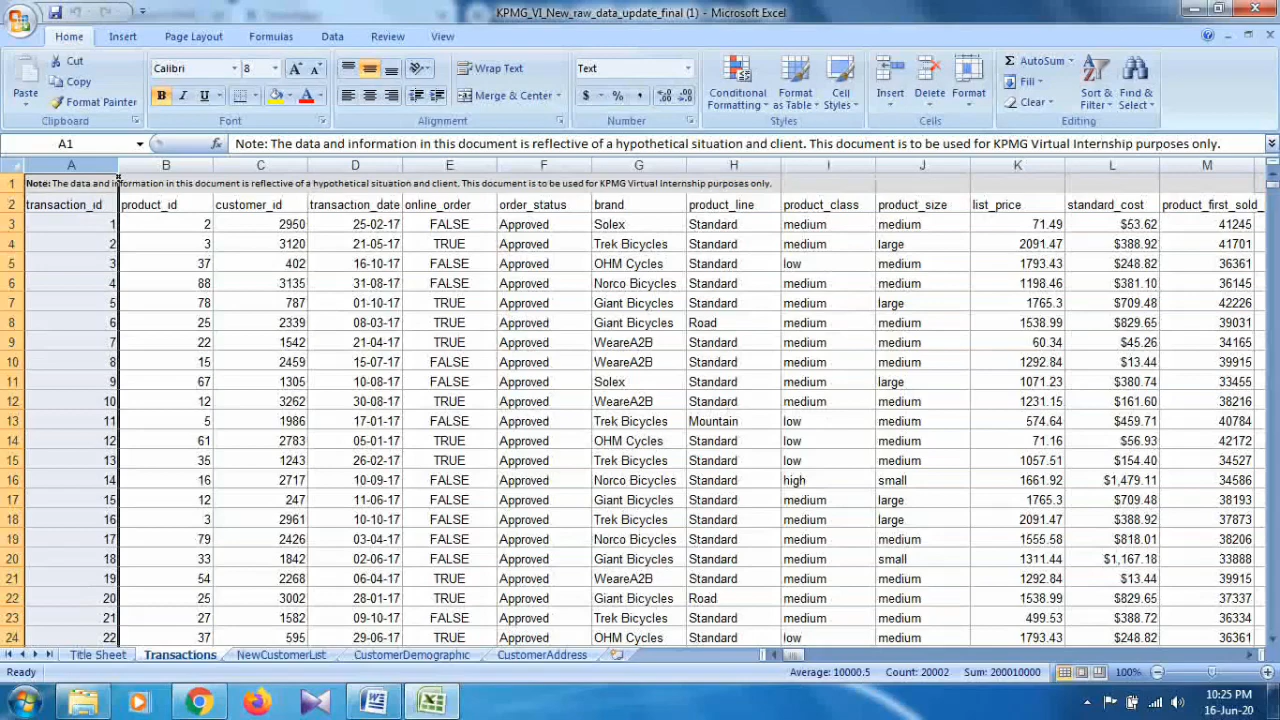 KPMG_VI_New_raw_data_update_final (1) - Microsoft Excel
Home Insert Page Layout Formulas Data Review View
Paste Cut Copy Format Painter Clipboard
Calibri 8 A A B I U A Font
Wrap Text Merge & Center Alignment
Text $ % , Number
Conditional Formatting Format as Table Cell Styles Styles
Insert Delete Format Cells
AutoSum Fill Clear Sort & Filter Find & Select Editing
A1 fx Note: The data and information in this document is reflective of a hypothetical situation and client. This document is to be used for KPMG Virtual Internship purposes only.
A B C D E F G H I J K L M
1 Note: The data and information in this document is reflective of a hypothetical situation and client. This document is to be used for KPMG Virtual Internship purposes only.
2 transaction_id product_id customer_id transaction_date online_order order_status brand product_line product_class product_size list_price standard_cost product_first_sold_
3 1 2 2950 25-02-17 FALSE Approved Solex Standard medium medium 71.49 $53.62 41245
4 2 3 3120 21-05-17 TRUE Approved Trek Bicycles Standard medium large 2091.47 $388.92 41701
5 3 37 402 16-10-17 FALSE Approved OHM Cycles Standard low medium 1793.43 $248.82 36361
6 4 88 3135 31-08-17 FALSE Approved Norco Bicycles Standard medium medium 1198.46 $381.10 36145
7 5 78 787 01-10-17 TRUE Approved Giant Bicycles Standard medium large 1765.3 $709.48 42226
8 6 25 2339 08-03-17 TRUE Approved Giant Bicycles Road medium medium 1538.99 $829.65 39031
9 7 22 1542 21-04-17 TRUE Approved WeareA2B Standard medium medium 60.34 $45.26 34165
10 8 15 2459 15-07-17 FALSE Approved WeareA2B Standard medium medium 1292.84 $13.44 39915
11 9 67 1305 10-08-17 FALSE Approved Solex Standard medium large 1071.23 $380.74 33455
12 10 12 3262 30-08-17 TRUE Approved WeareA2B Standard medium medium 1231.15 $161.60 38216
13 11 5 1986 17-01-17 FALSE Approved Trek Bicycles Mountain low medium 574.64 $459.71 40784
14 12 61 2783 05-01-17 TRUE Approved OHM Cycles Standard low medium 71.16 $56.93 42172
15 13 35 1243 26-02-17 TRUE Approved Trek Bicycles Standard low medium 1057.51 $154.40 34527
16 14 16 2717 10-09-17 FALSE Approved Norco Bicycles Standard high small 1661.92 $1,479.11 34586
17 15 12 247 11-06-17 FALSE Approved Giant Bicycles Standard medium large 1765.3 $709.48 38193
18 16 3 2961 10-10-17 FALSE Approved Trek Bicycles Standard medium large 2091.47 $388.92 37873
19 17 79 2426 03-04-17 FALSE Approved Norco Bicycles Standard medium medium 1555.58 $818.01 38206
20 18 33 1842 02-06-17 FALSE Approved Giant Bicycles Standard medium small 1311.44 $1,167.18 33888
21 19 54 2268 06-04-17 TRUE Approved WeareA2B Standard medium medium 1292.84 $13.44 39915
22 20 25 3002 28-01-17 TRUE Approved Giant Bicycles Road medium medium 1538.99 $829.65 37337
23 21 27 1582 09-10-17 FALSE Approved Trek Bicycles Standard medium medium 499.53 $388.72 36334
24 22 37 595 29-06-17 TRUE Approved OHM Cycles Standard low medium 1793.43 $248.82 36361
Title Sheet Transactions NewCustomerList CustomerDemographic CustomerAddress
Ready Average: 10000.5 Count: 20002 Sum: 200010000 100%
10:25 PM
16-Jun-20